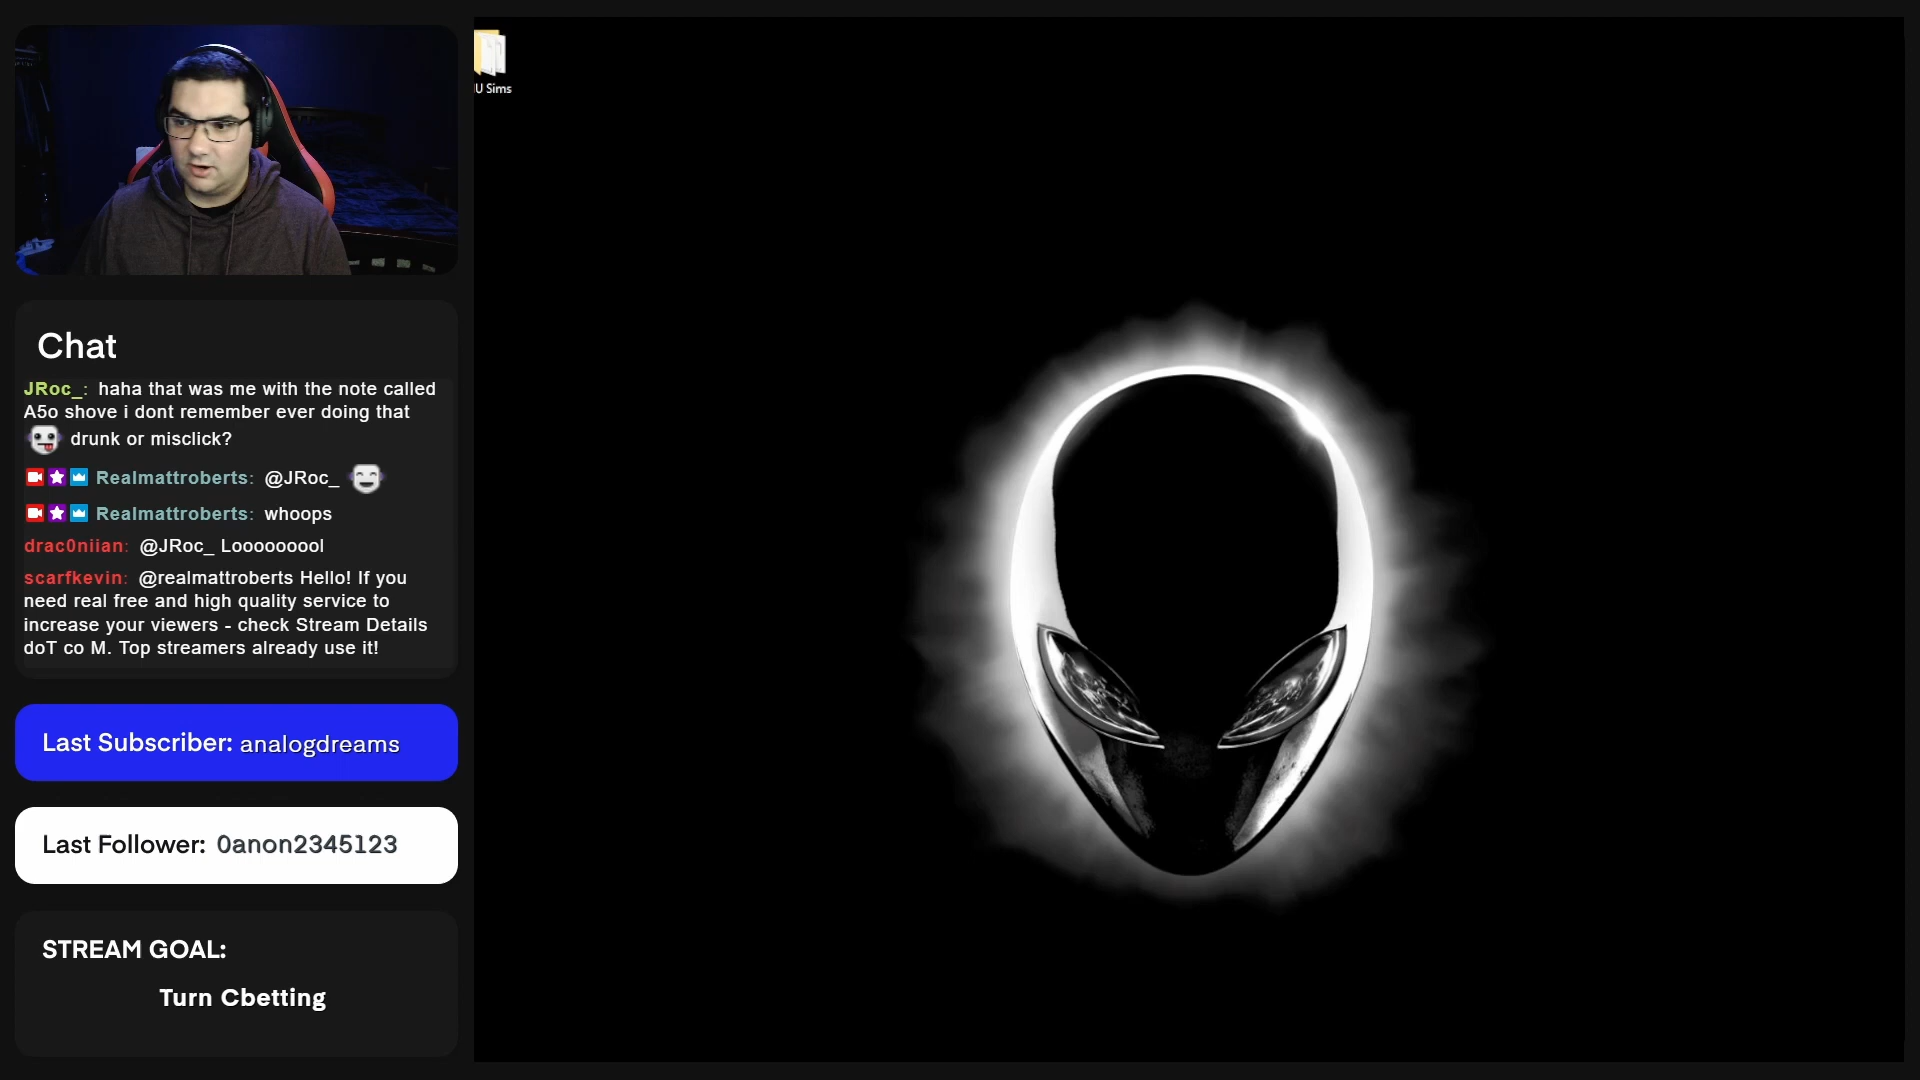 U Sims
Chat
JRoc_: haha that was me with the note called
A5o shove i dont remember ever doing that
drunk or misclick?
Realmattroberts: @JRoc_
Realmattroberts: whoops
drac0niian: @JRoc_ Looooooool
scarfkevin: @realmattroberts Hello! If you
need real free and high quality service to
increase your viewers - check Stream Details
doT co M. Top streamers already use it!
Last Subscriber: analogdreams
Last Follower: 0anon2345123
STREAM GOAL:
Turn Cbetting